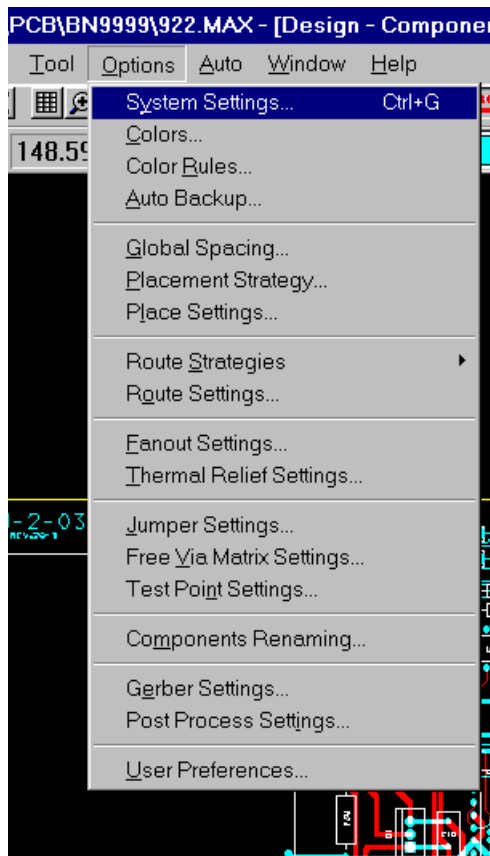 PCB\BN9999\922.MAX - [Design - Compone
Tool Options Auto Window Help
System Settings... Ctrl+G
148.59
Colors...
Color Rules...
Auto Backup...
Global Spacing...
Placement Strategy...
Place Settings...
Route Strategies
Route Settings...
Fanout Settings...
Thermal Relief Settings...
-2-03
Jumper Settings...
Free Via Matrix Settings...
Test Point Settings...
Components Renaming...
Gerber Settings...
Post Process Settings...
User Preferences...